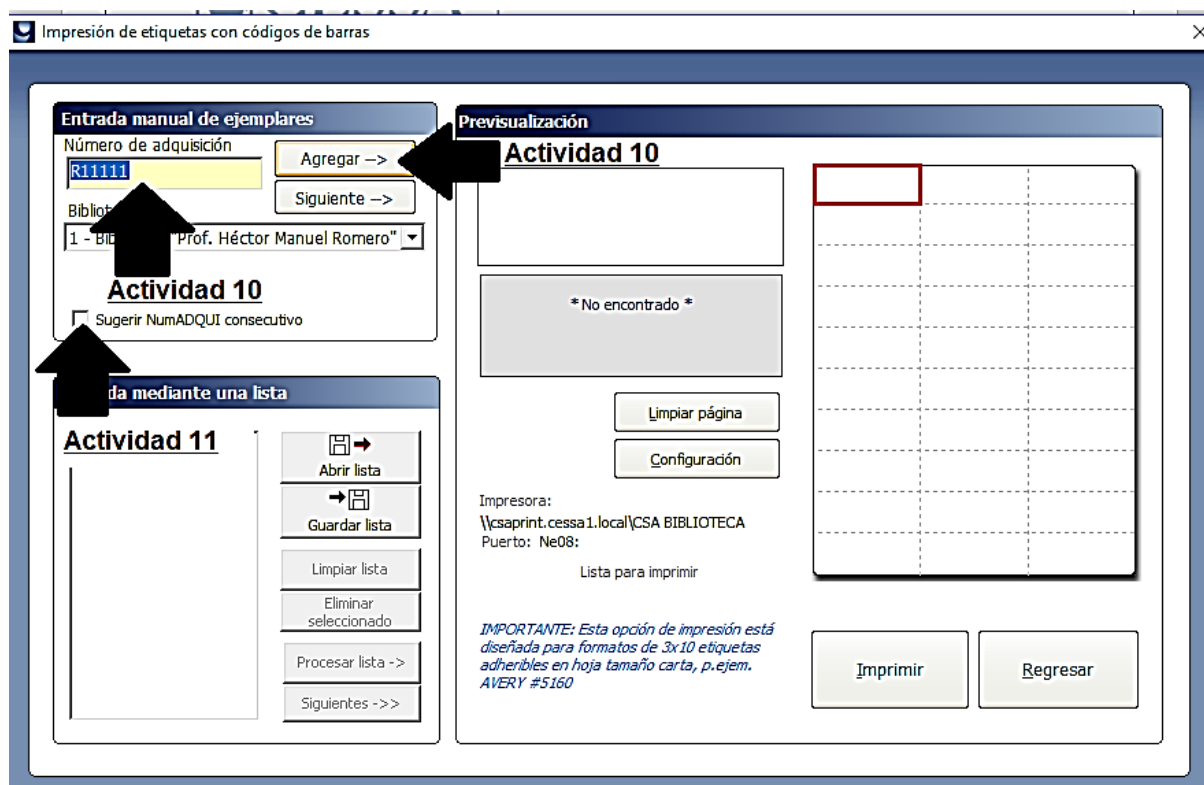 Impresión de etiquetas con códigos de barras
Entrada manual de ejemplares
Número de adquisición
R11111
Agregar -->
Siguiente -->
1 - "Prof. Héctor Manuel Romero"
Actividad 10
Sugerir NumADQUI consecutivo
mediante una lista
Actividad 11
Abrir lista
Guardar lista
Limpiar lista
Eliminar
seleccionado
Procesar lista ->
Siguientes ->>
Previsualización
Actividad 10
* No encontrado *
Limpiar página
Configuración
Impresora:
\\csaprint.cessa1.local\CSA BIBLIOTECA
Puerto: Ne08:
Lista para imprimir
IMPORTANTE: Esta opción de impresión está
diseñada para formatos de 3x10 etiquetas
adheribles en hoja tamaño carta, p.ejem.
AVERY #5160
Imprimir
Regresar